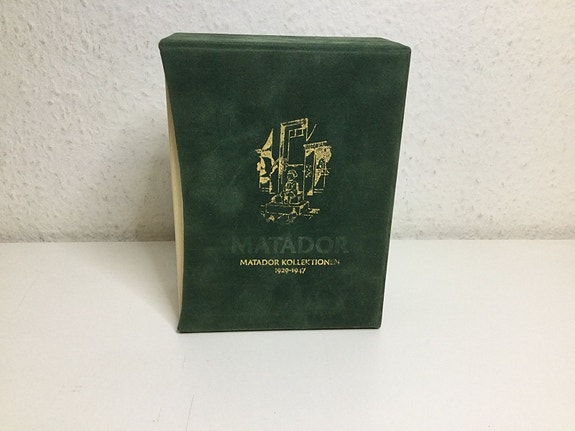 MATADOR
MATADOR KOLLEKTIONEN
1929-1947